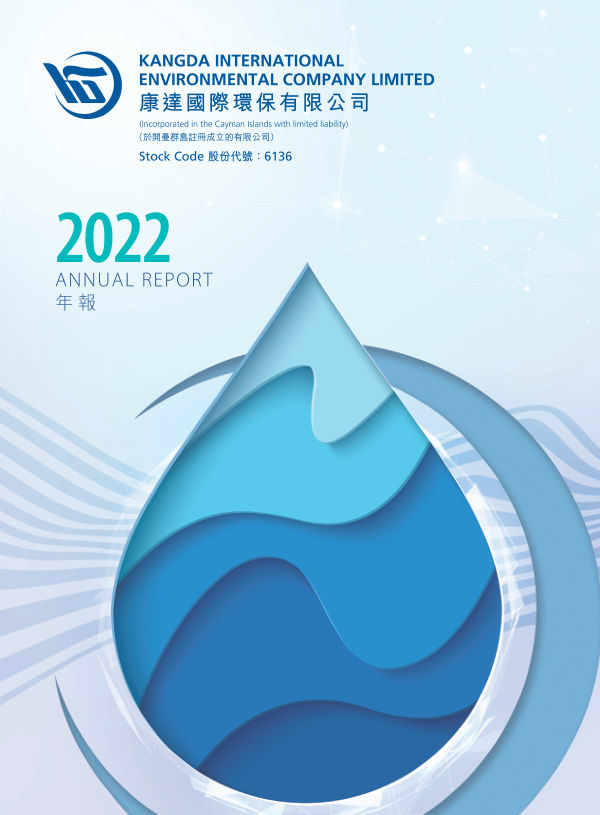 KANGDA INTERNATIONAL
ENVIRONMENTAL COMPANY LIMITED
康達國際環保有限公司
(Incorporated in the Cayman Islands with limited liability)
（於開曼群島註冊成立的有限公司）
Stock Code 股份代號：6136
2022
ANNUAL REPORT
年報